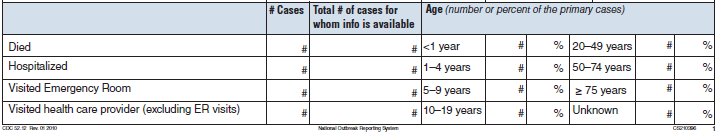 # Cases Total # of cases for whom info is available Age (number or percent of the primary cases)
Died # # <1 year # % 20–49 years # %
Hospitalized # # 1–4 years # % 50–74 years # %
Visited Emergency Room # # 5–9 years # % ≥ 75 years # %
Visited health care provider (excluding ER visits) # # 10–19 years # % Unknown # %
CDC 52.12 Rev. 01 2010 National Outbreak Reporting System CS210396 1